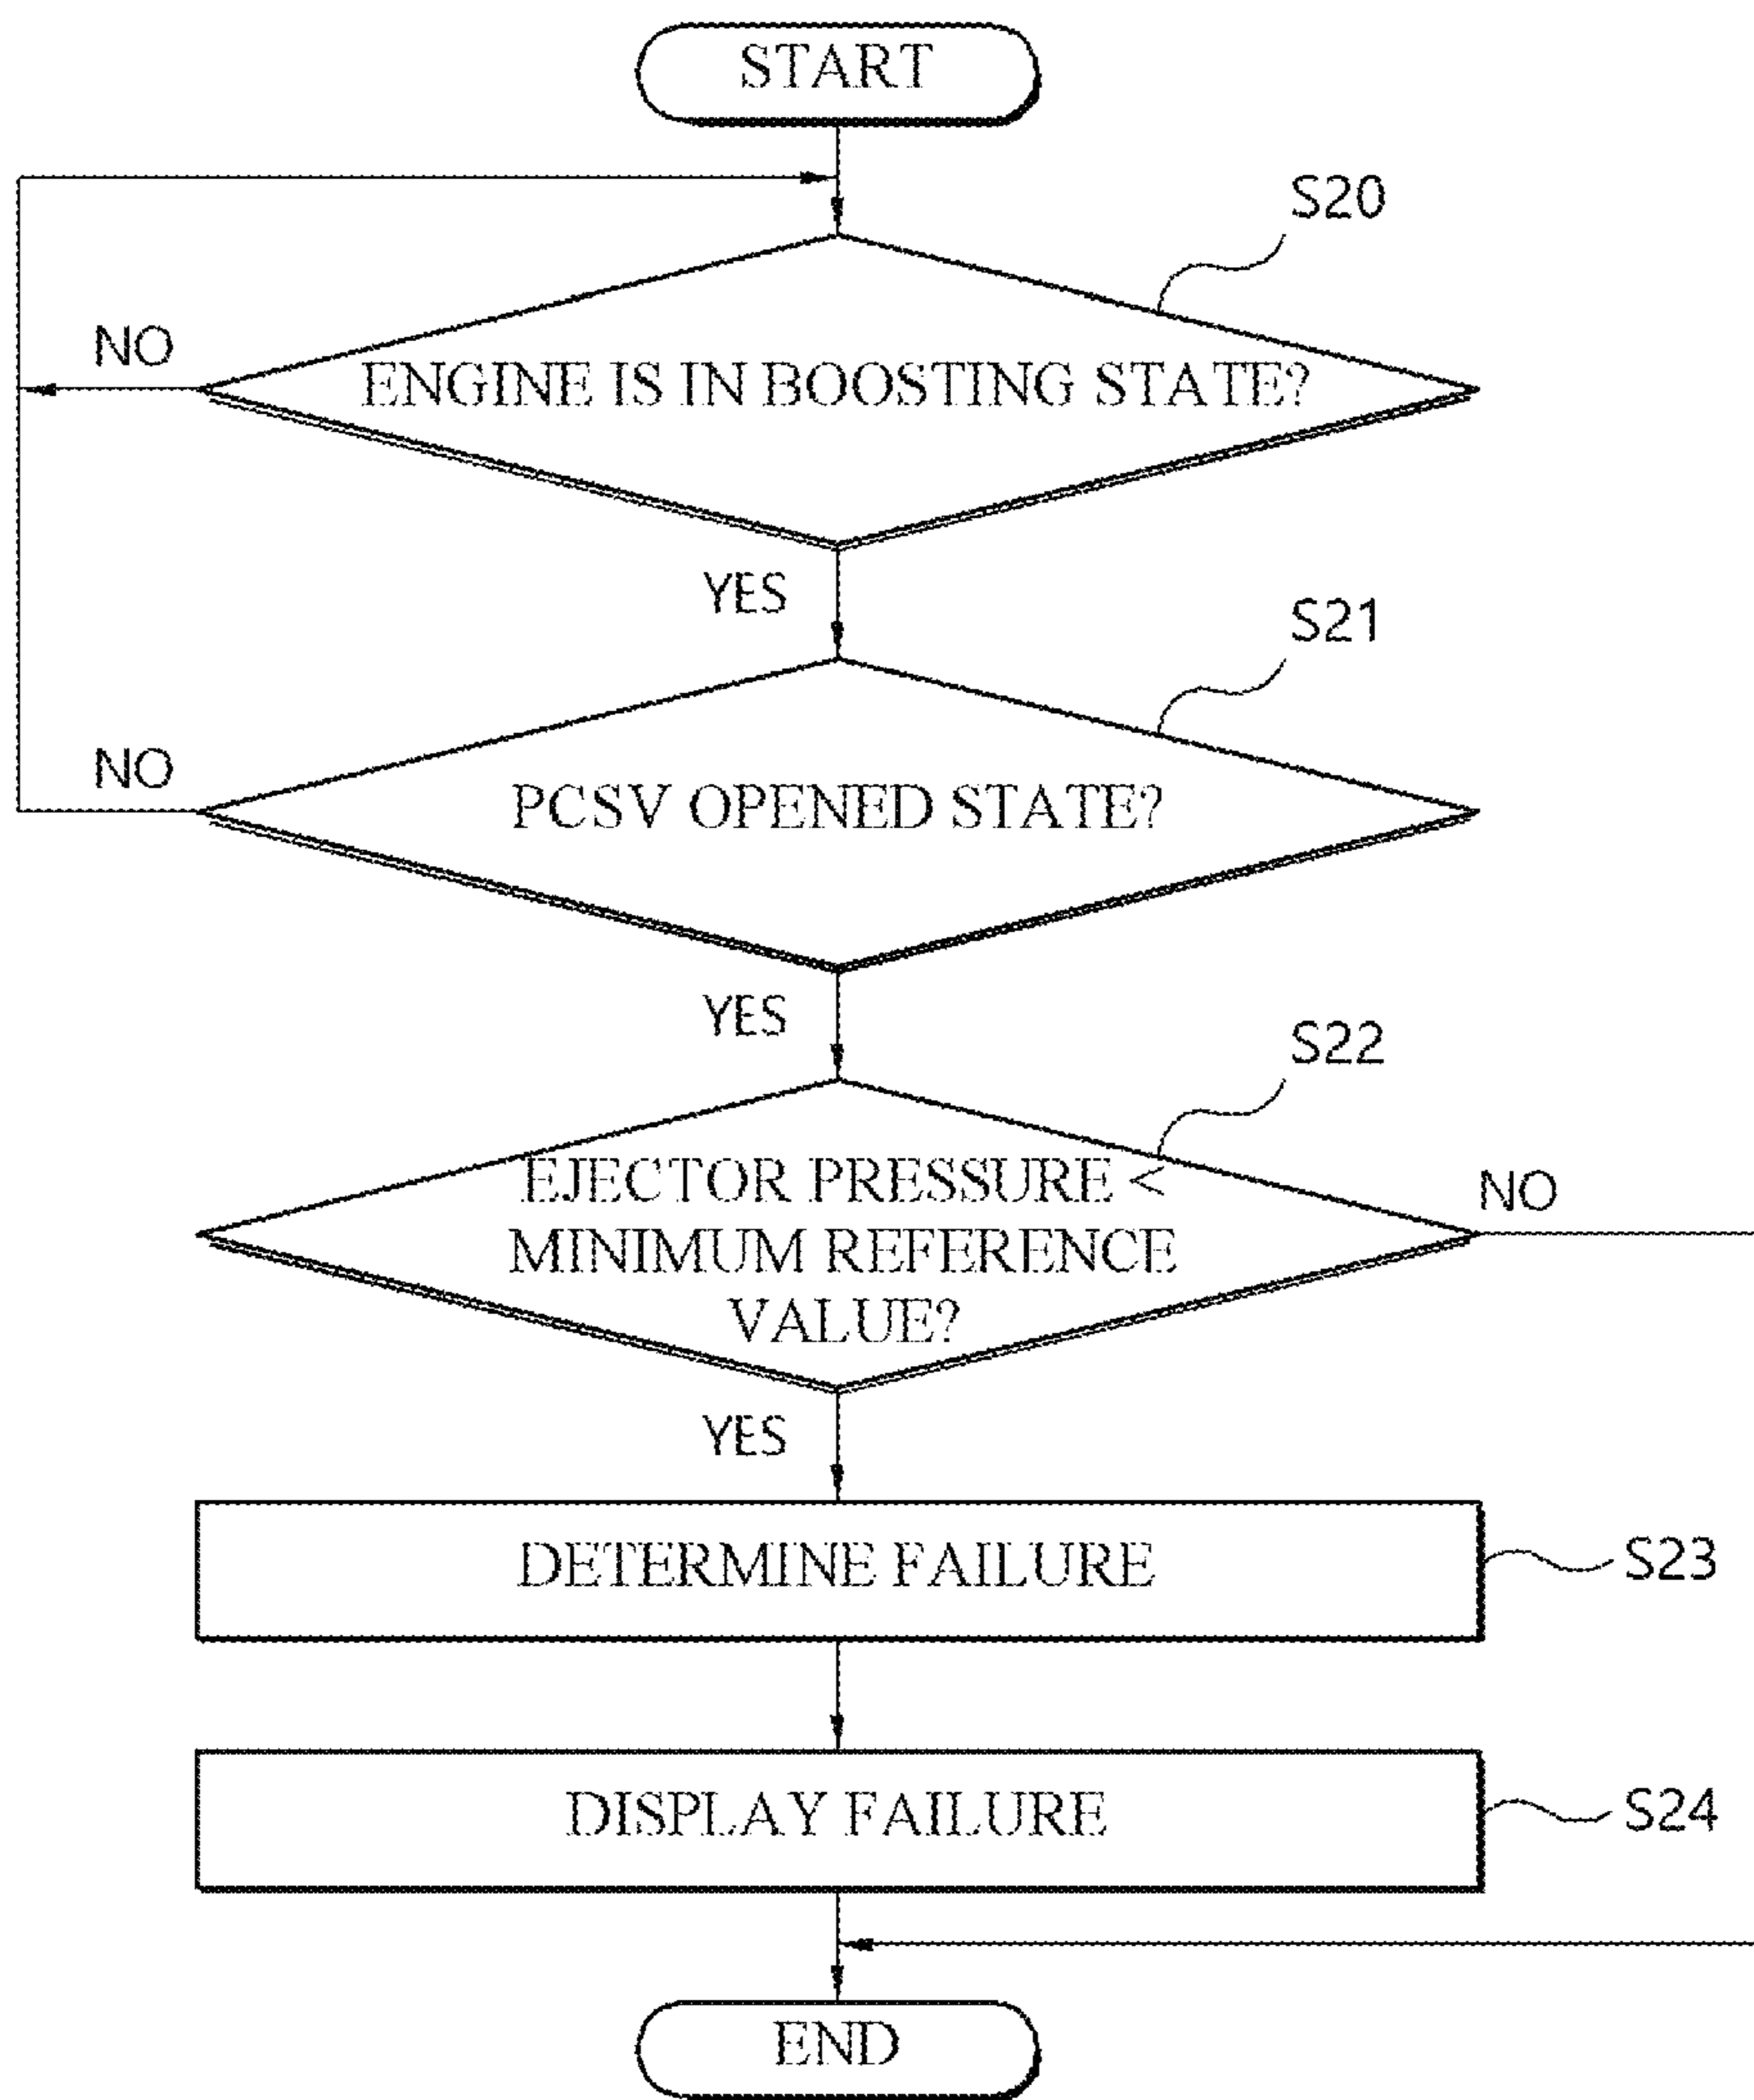 START
S20
NO
ENGINE IS IN BOOSTING STATE?
YES
S21
NO
PCSV OPENED STATE?
YES
S22
EJECTOR PRESSURE <
MINIMUM REFERENCE
VALUE?
NO
YES
DETERMINE FAILURE
S23
DISPLAY FAILURE
S24
END